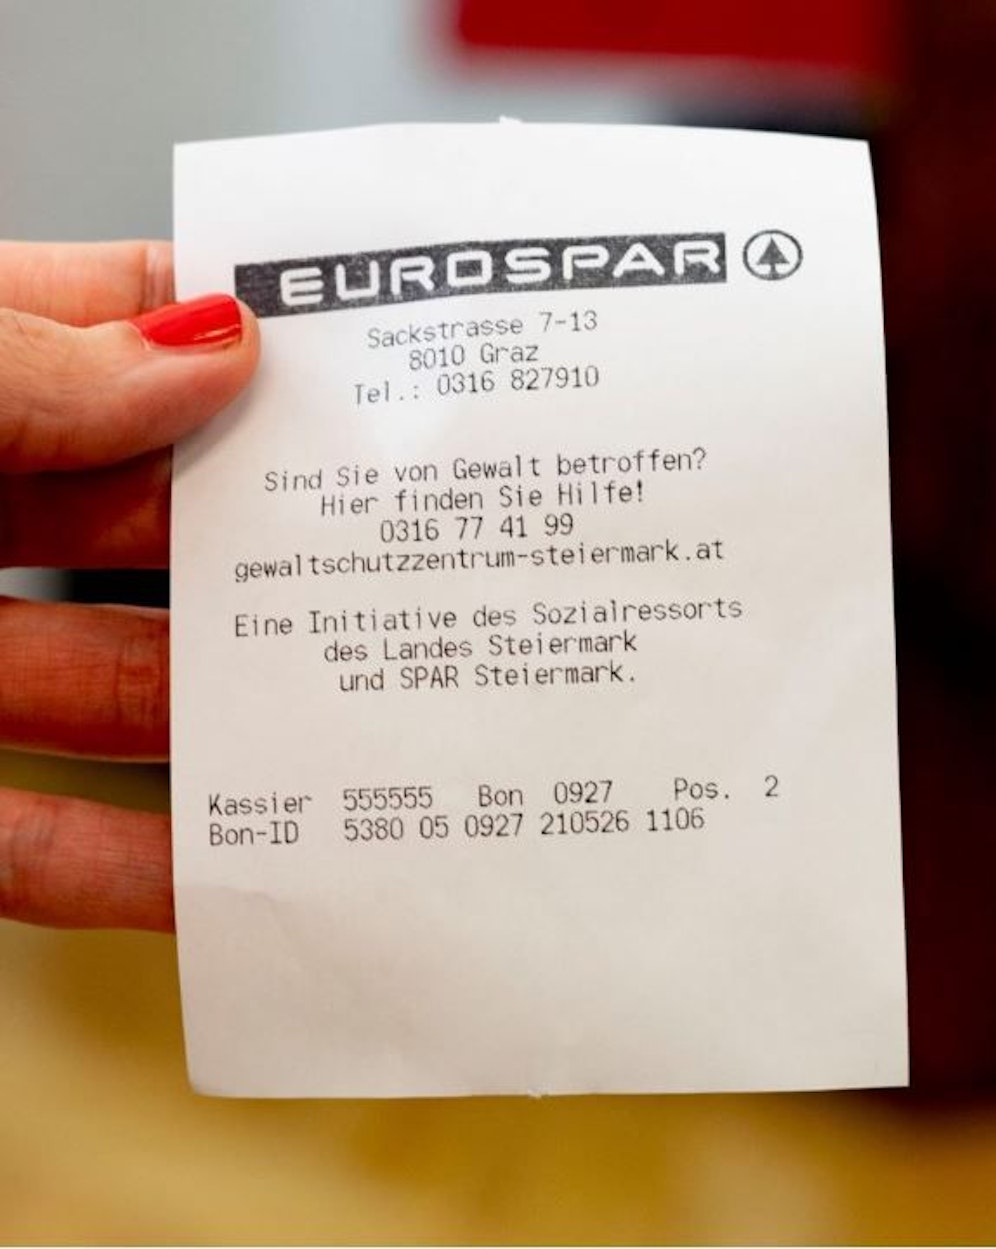 EUROSPAR
Sackstrasse 7-13
8010 Graz
Tel.: 0316 827910
Sind Sie von Gewalt betroffen?
Hier finden Sie Hilfe!
0316 77 41 99
gewaltschutzzentrum-steiermark.at
Eine Initiative des Sozialressorts
des Landes Steiermark
und SPAR Steiermark.
Kassier 555555 Bon 0927 Pos. 2
Bon-ID 5380 05 0927 210526 1106